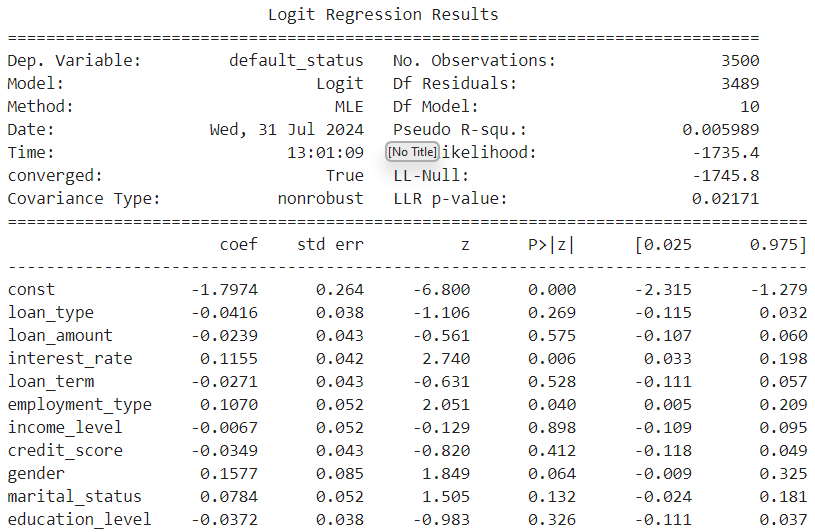 Logit Regression Results
==============================================================================
Dep. Variable: default_status No. Observations: 3500
Model: Logit Df Residuals: 3489
Method: MLE Df Model: 10
Date: Wed, 31 Jul 2024 Pseudo R-squ.: 0.005989
Time: 13:01:09 [No Title]ikelihood: -1735.4
converged: True LL-Null: -1745.8
Covariance Type: nonrobust LLR p-value: 0.02171
===================================================================================
coef std err z P>|z| [0.025 0.975]
-----------------------------------------------------------------------------------
const -1.7974 0.264 -6.800 0.000 -2.315 -1.279
loan_type -0.0416 0.038 -1.106 0.269 -0.115 0.032
loan_amount -0.0239 0.043 -0.561 0.575 -0.107 0.060
interest_rate 0.1155 0.042 2.740 0.006 0.033 0.198
loan_term -0.0271 0.043 -0.631 0.528 -0.111 0.057
employment_type 0.1070 0.052 2.051 0.040 0.005 0.209
income_level -0.0067 0.052 -0.129 0.898 -0.109 0.095
credit_score -0.0349 0.043 -0.820 0.412 -0.118 0.049
gender 0.1577 0.085 1.849 0.064 -0.009 0.325
marital_status 0.0784 0.052 1.505 0.132 -0.024 0.181
education_level -0.0372 0.038 -0.983 0.326 -0.111 0.037